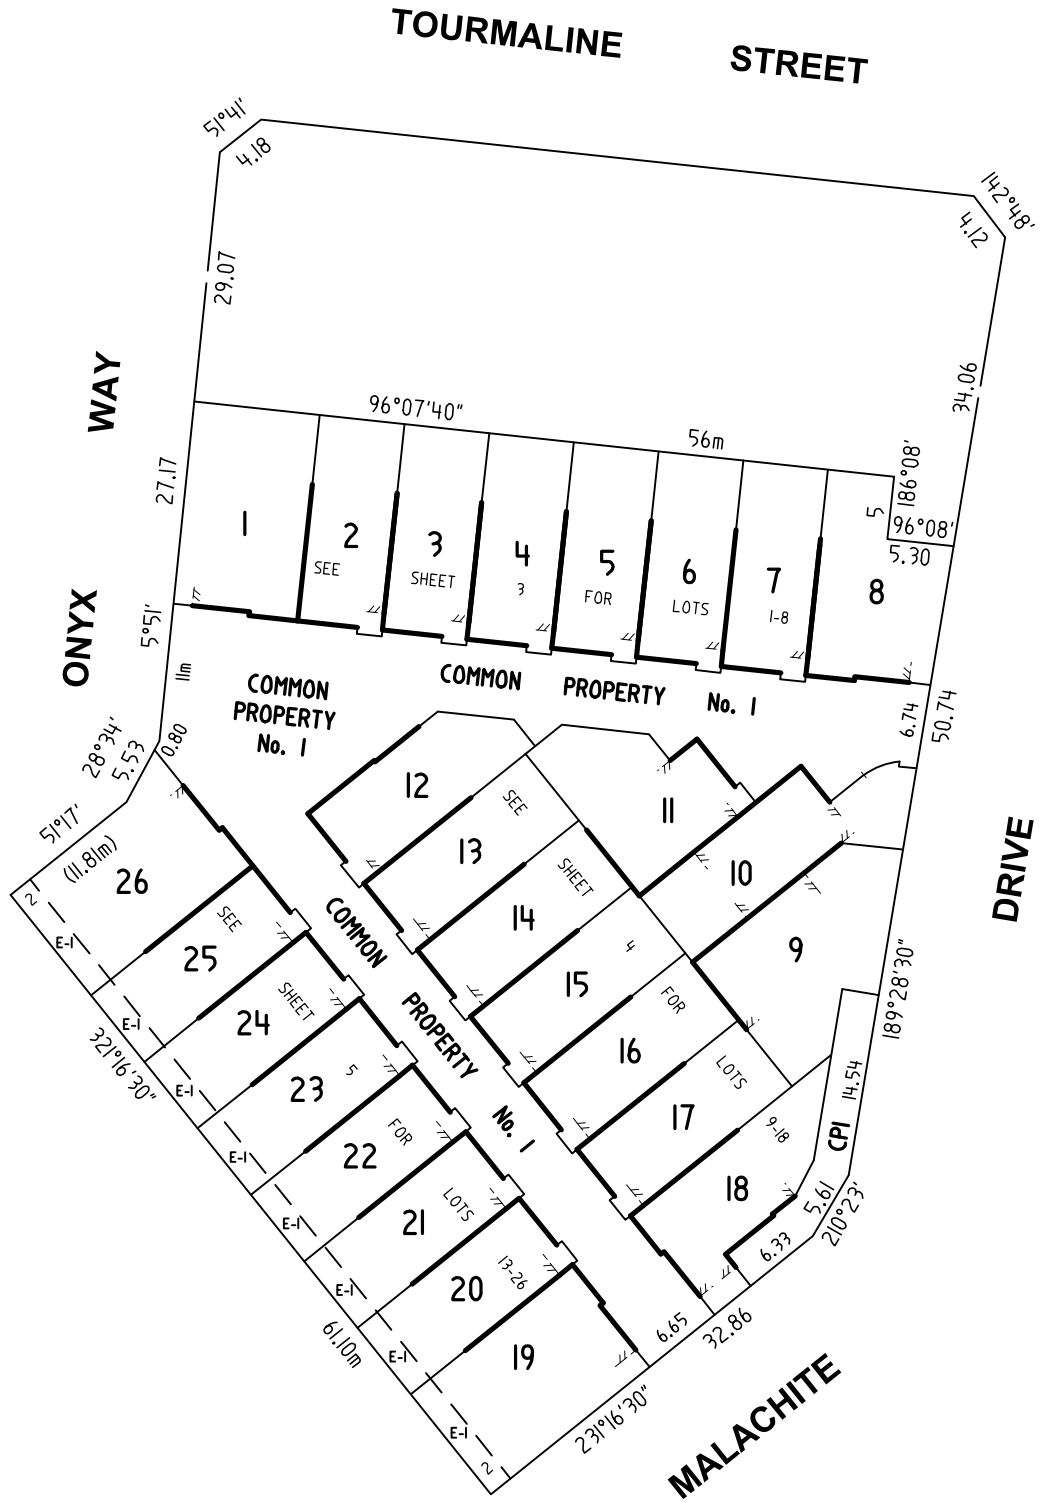 TOURMALINE STREET
51°41'
4.18
142°48'
4.12
29.07
34.06
WAY
96°07'40"
56m
27.17
186°08'
5
96°08'
5.30
1
2
3
4
5
6
7
8
SEE
SHEET
3
FOR
LOTS
1-8
ONYX
5°51'
11m
COMMON
PROPERTY
No. 1
COMMON PROPERTY No. 1
6.74
50.74
0.80
28°34'
5.53
51°17'
(11.81m)
12
13
14
15
16
17
18
11
10
9
SEE
SHEET
4
FOR
LOTS
9-18
DRIVE
189°28'30"
14.54
CP1
5.61
210°23'
6.33
COMMON PROPERTY No. 1
26
25
24
23
22
21
20
19
SEE
SHEET
5
FOR
LOTS
13-26
2
E-1
E-1
E-1
E-1
E-1
E-1
E-1
E-1
2
321°16'30"
61.10m
6.65
32.86
231°16'30"
MALACHITE